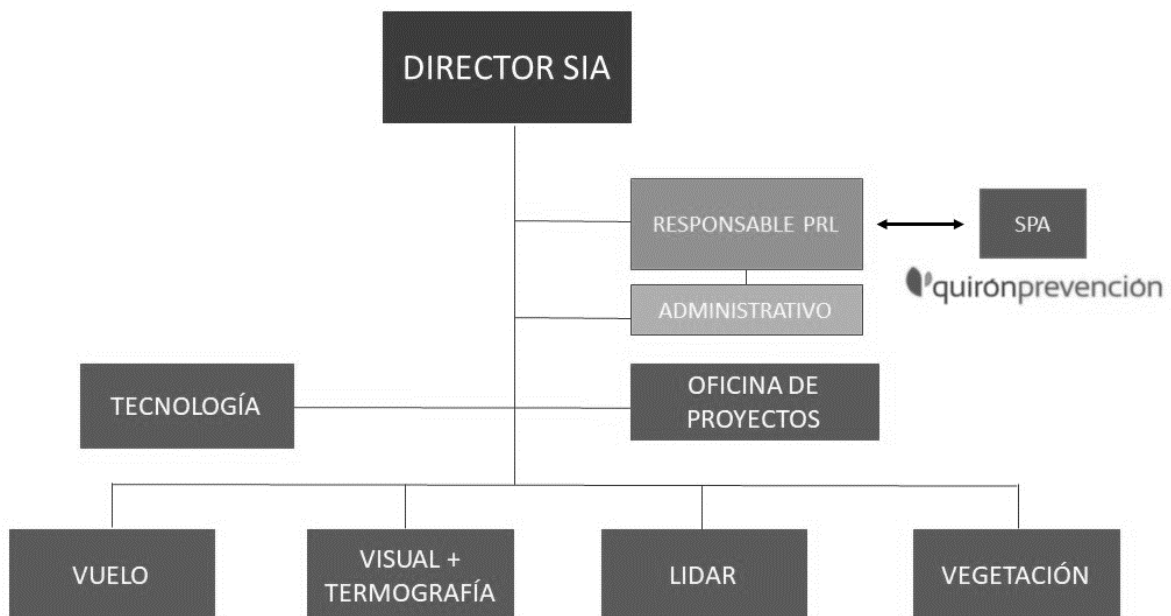 DIRECTOR SIA
RESPONSABLE PRL
SPA
quirónprevención
ADMINISTRATIVO
TECNOLOGÍA
OFICINA DE
PROYECTOS
VUELO
VISUAL +
TERMOGRAFÍA
LIDAR
VEGETACIÓN